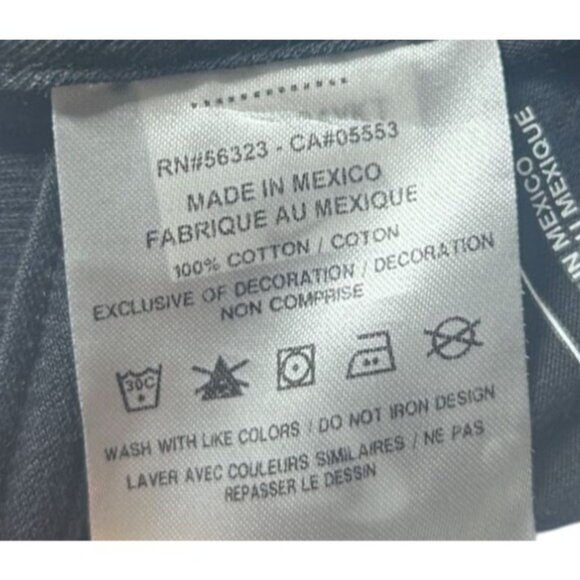 RN#56323 - CA#05553
MADE IN MEXICO
FABRIQUE AU MEXIQUE
100% COTTON / COTON
EXCLUSIVE OF DECORATION / DECORATION
NON COMPRISE
30C
WASH WITH LIKE COLORS / DO NOT IRON DESIGN
LAVER AVEC COULEURS SIMILAIRES / NE PAS
REPASSER LE DESSIN
IN MEXICO
MEXIQUE